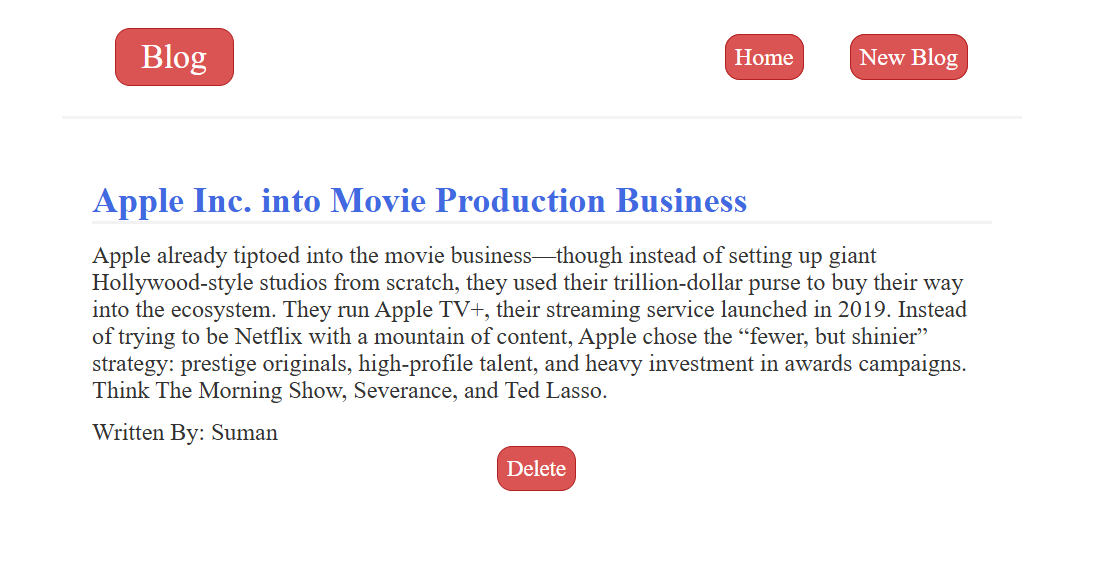 Blog
Home
New Blog
Apple Inc. into Movie Production Business
Apple already tiptoed into the movie business—though instead of setting up giant
Hollywood-style studios from scratch, they used their trillion-dollar purse to buy their way
into the ecosystem. They run Apple TV+, their streaming service launched in 2019. Instead
of trying to be Netflix with a mountain of content, Apple chose the “fewer, but shinier”
strategy: prestige originals, high-profile talent, and heavy investment in awards campaigns.
Think The Morning Show, Severance, and Ted Lasso.
Written By: Suman
Delete